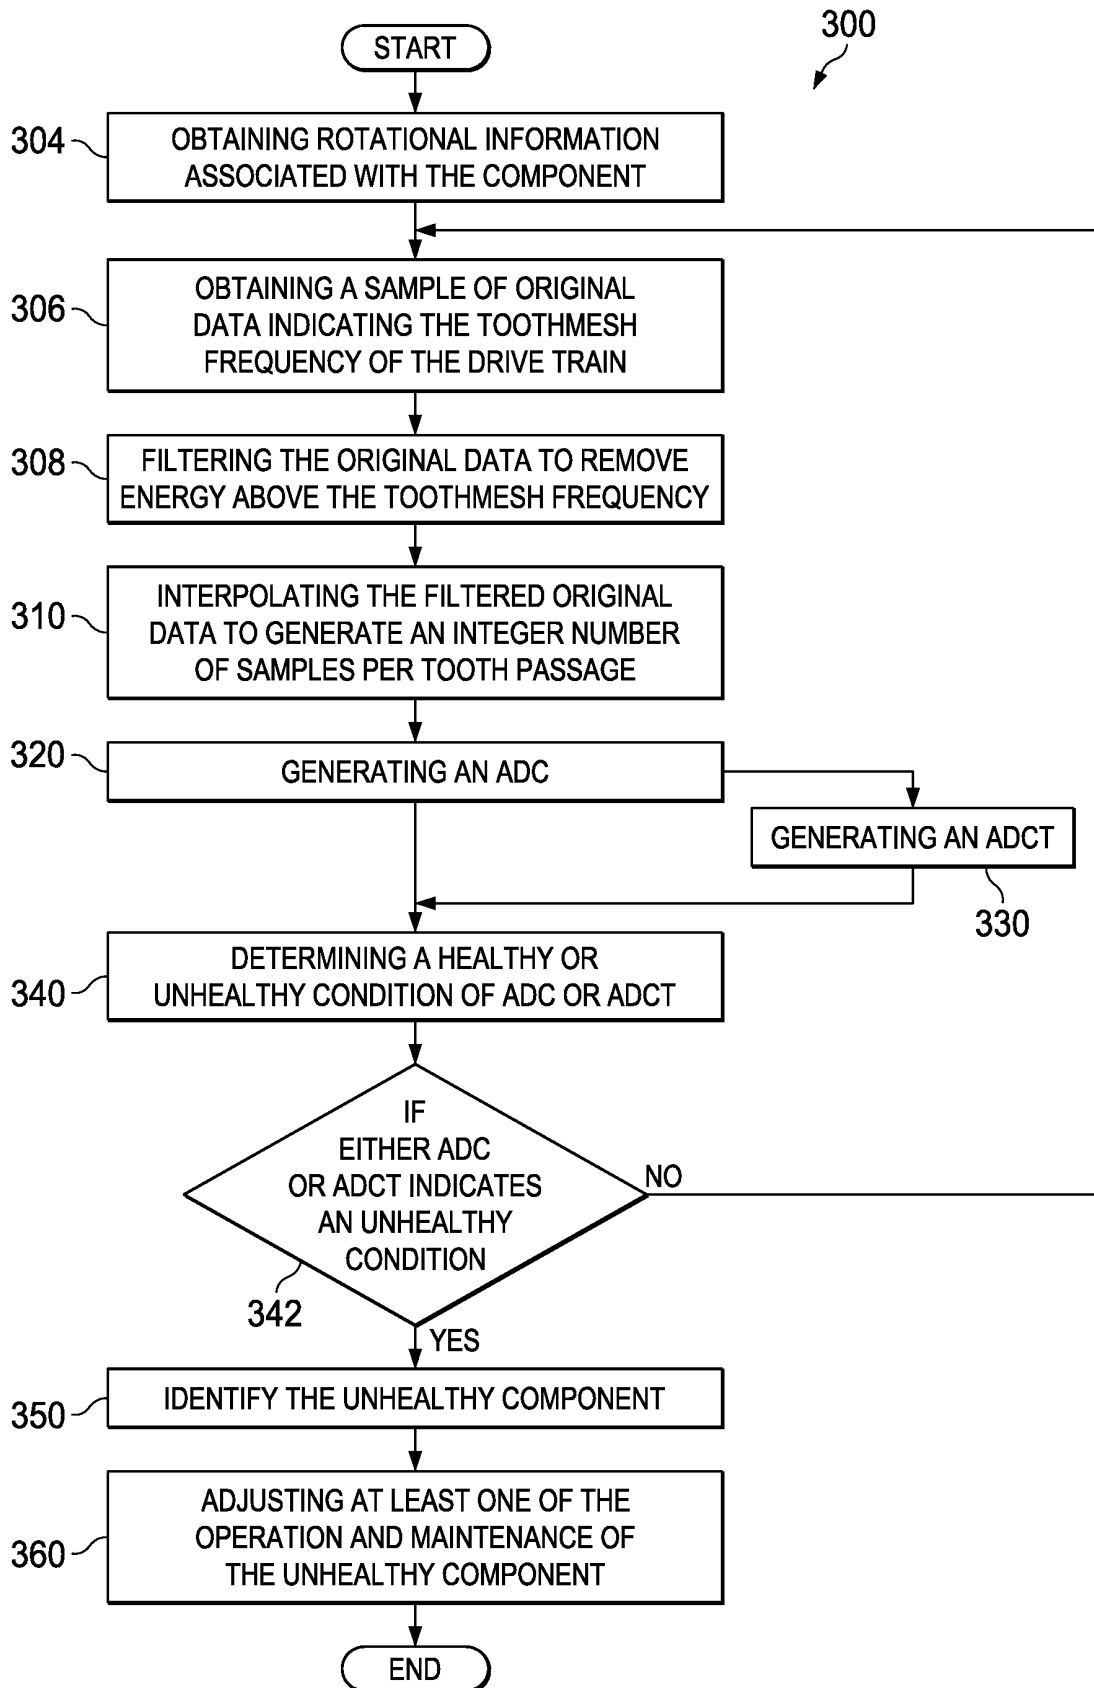 300
START
304
OBTAINING ROTATIONAL INFORMATION
ASSOCIATED WITH THE COMPONENT
306
OBTAINING A SAMPLE OF ORIGINAL
DATA INDICATING THE TOOTHMESH
FREQUENCY OF THE DRIVE TRAIN
308
FILTERING THE ORIGINAL DATA TO REMOVE
ENERGY ABOVE THE TOOTHMESH FREQUENCY
310
INTERPOLATING THE FILTERED ORIGINAL
DATA TO GENERATE AN INTEGER NUMBER
OF SAMPLES PER TOOTH PASSAGE
320
GENERATING AN ADC
GENERATING AN ADCT
330
340
DETERMINING A HEALTHY OR
UNHEALTHY CONDITION OF ADC OR ADCT
IF
EITHER ADC
OR ADCT INDICATES
AN UNHEALTHY
CONDITION
NO
342
YES
350
IDENTIFY THE UNHEALTHY COMPONENT
360
ADJUSTING AT LEAST ONE OF THE
OPERATION AND MAINTENANCE OF
THE UNHEALTHY COMPONENT
END